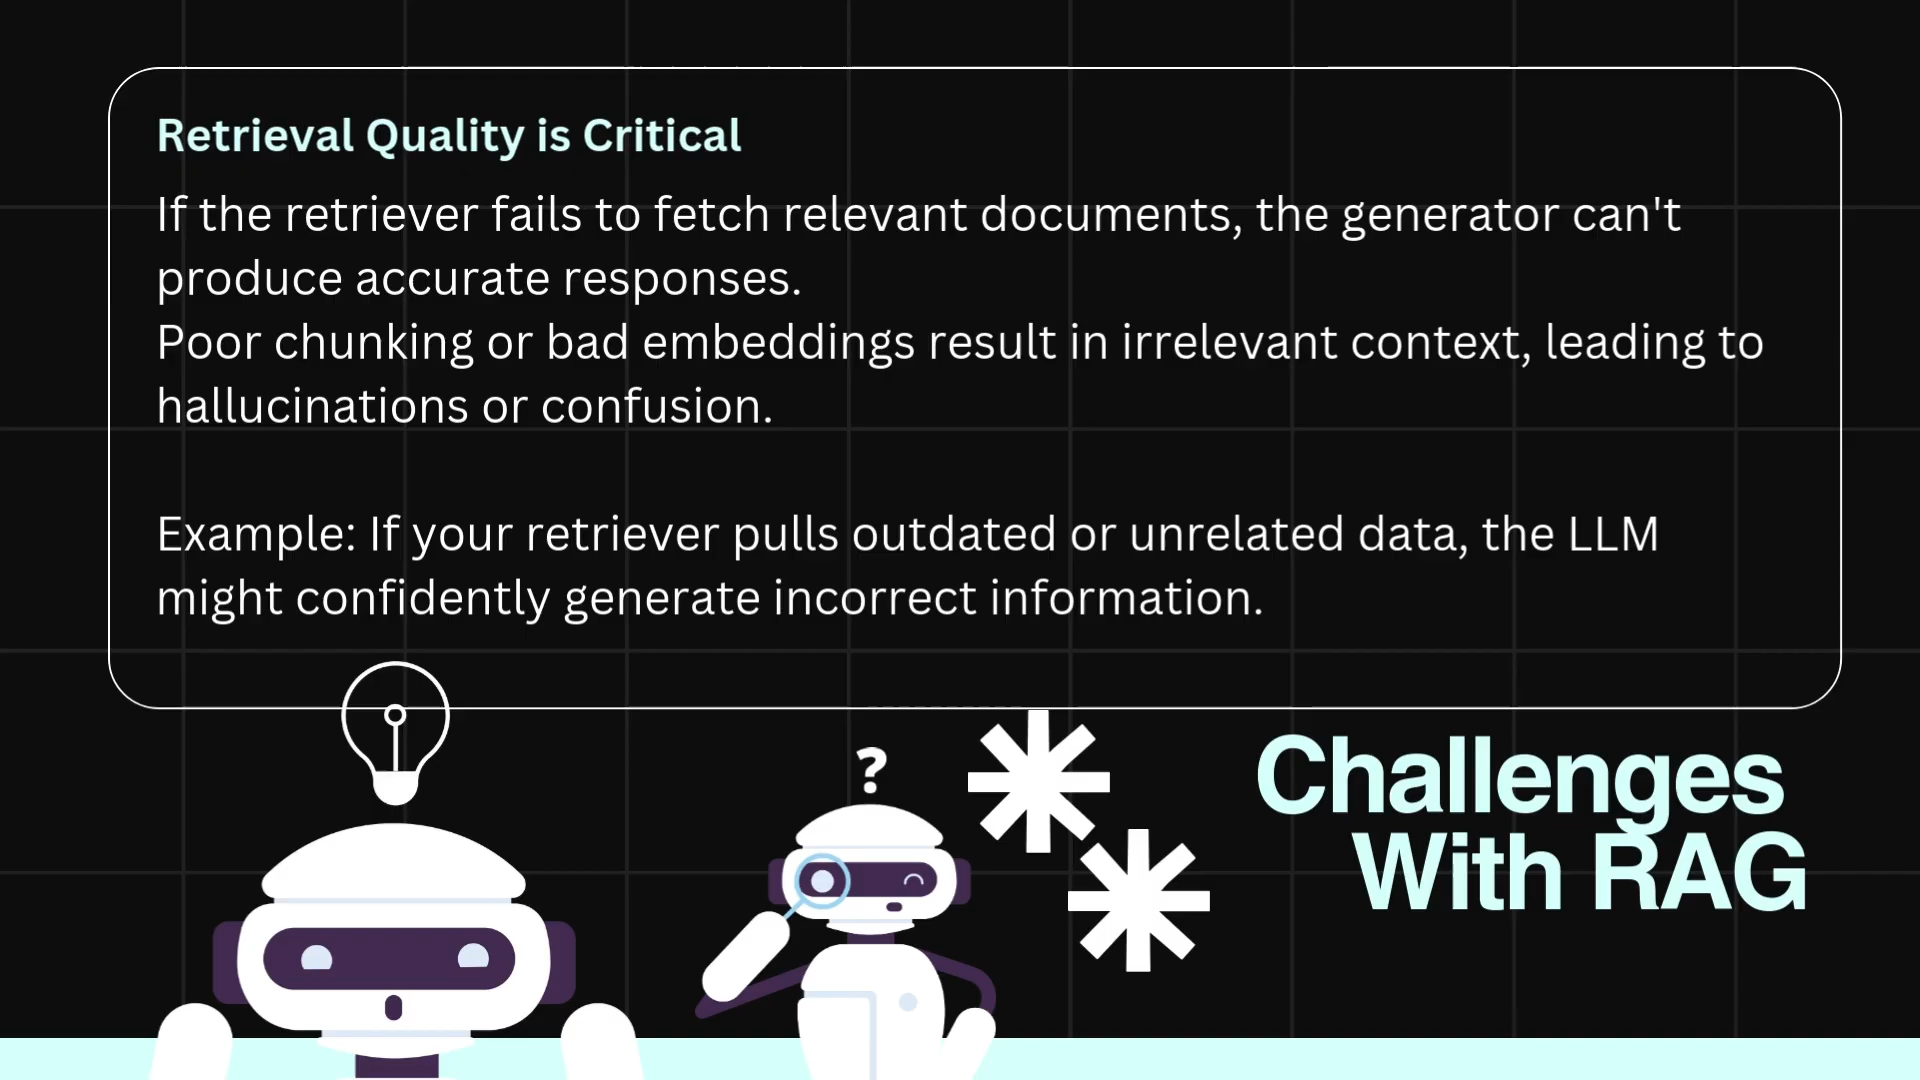 Retrieval Quality is Critical
If the retriever fails to fetch relevant documents, the generator can't
produce accurate responses.
Poor chunking or bad embeddings result in irrelevant context, leading to
hallucinations or confusion.
Example: If your retriever pulls outdated or unrelated data, the LLM
might confidently generate incorrect information.
?
Challenges
With RAG